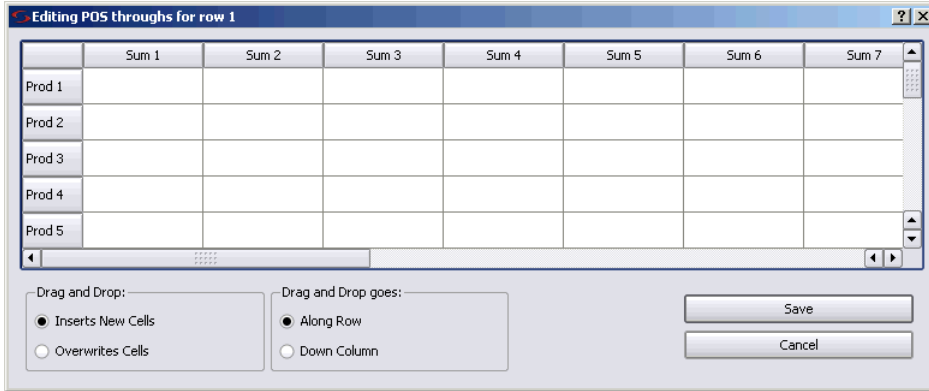 Editing POS throughs for row 1
Sum 1 Sum 2 Sum 3 Sum 4 Sum 5 Sum 6 Sum 7
Prod 1
Prod 2
Prod 3
Prod 4
Prod 5
Drag and Drop: Drag and Drop goes:
Inserts New Cells Along Row Save
Overwrites Cells Down Column Cancel